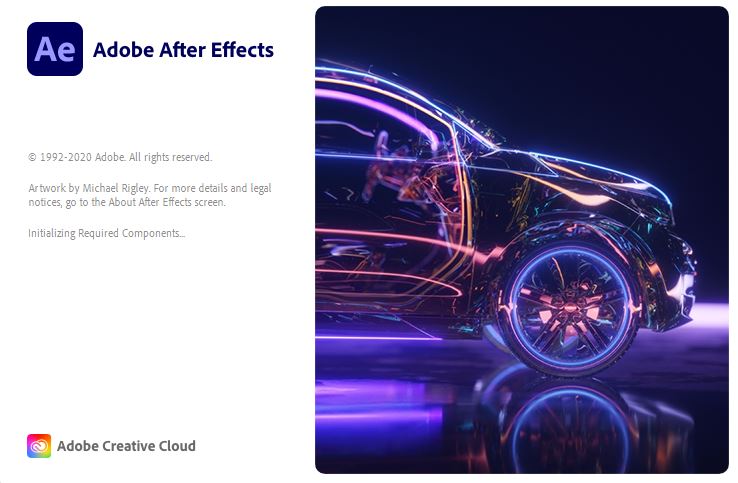 Ae Adobe After Effects
© 1992-2020 Adobe. All rights reserved.
Artwork by Michael Rigley. For more details and legal
notices, go to the About After Effects screen.
Initializing Required Components...
Adobe Creative Cloud